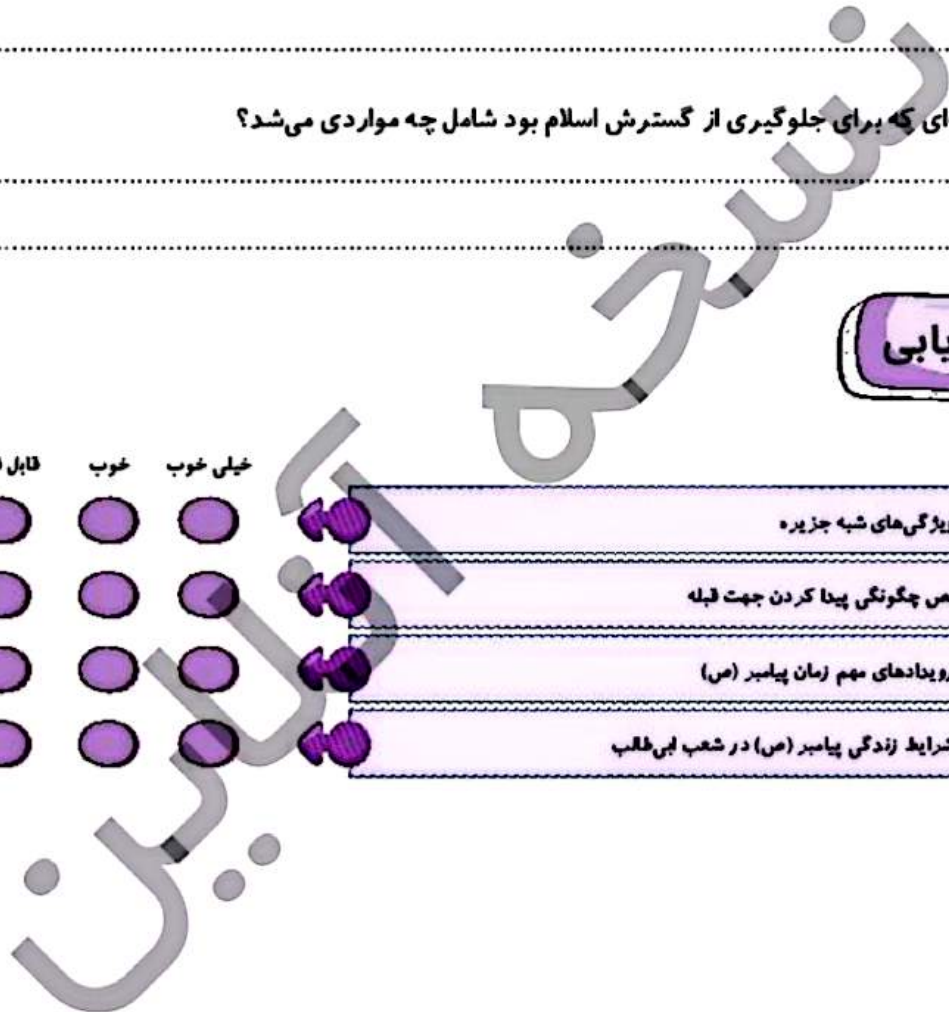 ای که برای جلوگیری از گسترش اسلام بود شامل چه مواردی می‌شد؟
یابی
خیلی خوب خوب قابل
ویژگی‌های شبه جزیره
چگونگی پیدا کردن جهت قبله
رویدادهای مهم زمان پیامبر (ص)
شرایط زندگی پیامبر (ص) در شعب ابی‌طالب
نسخه آنلاین